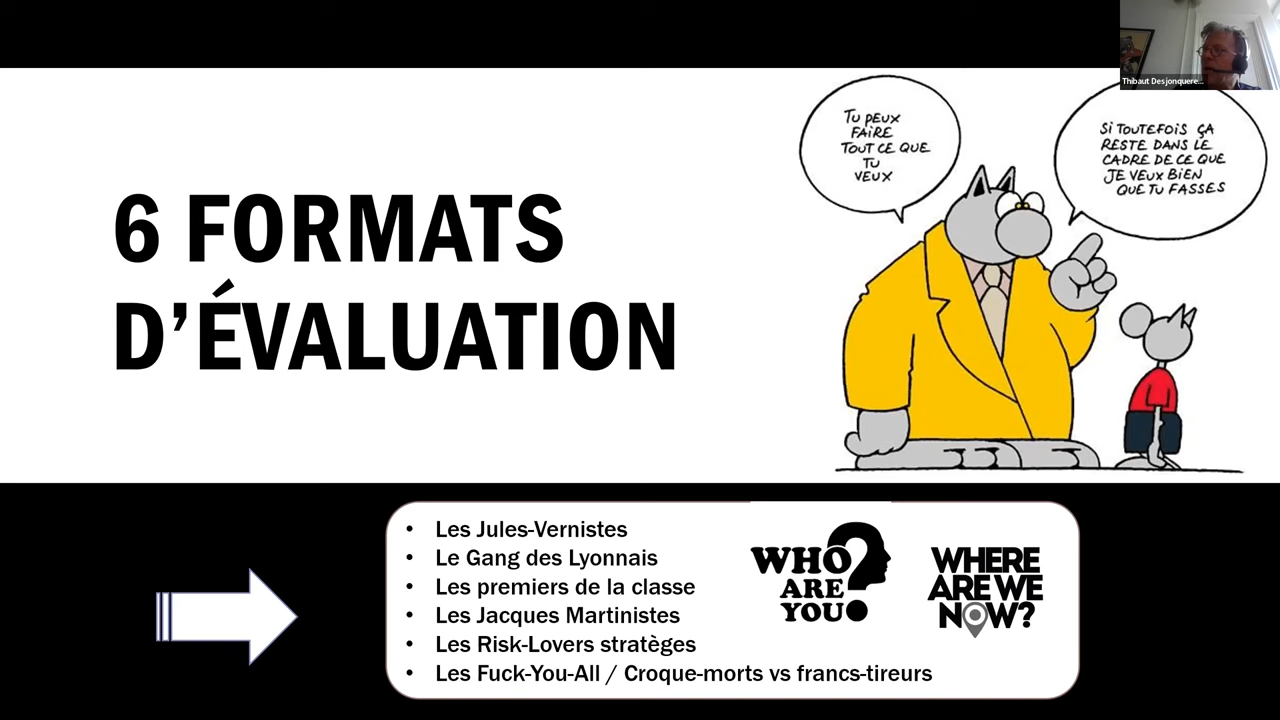 Thibaut Desjonquere...
TU PEUX
FAIRE
TOUT CE QUE
TU
VEUX
SI TOUTEFOIS ÇA
RESTE DANS LE
CADRE DE CE QUE
JE VEUX BIEN
QUE TU FASSES
6 FORMATS
D’ÉVALUATION
• Les Jules-Vernistes
• Le Gang des Lyonnais
• Les premiers de la classe
• Les Jacques Martinistes
• Les Risk-Lovers stratèges
• Les Fuck-You-All / Croque-morts vs francs-tireurs
WHO
ARE
YOU?
WHERE
ARE WE
NOW?